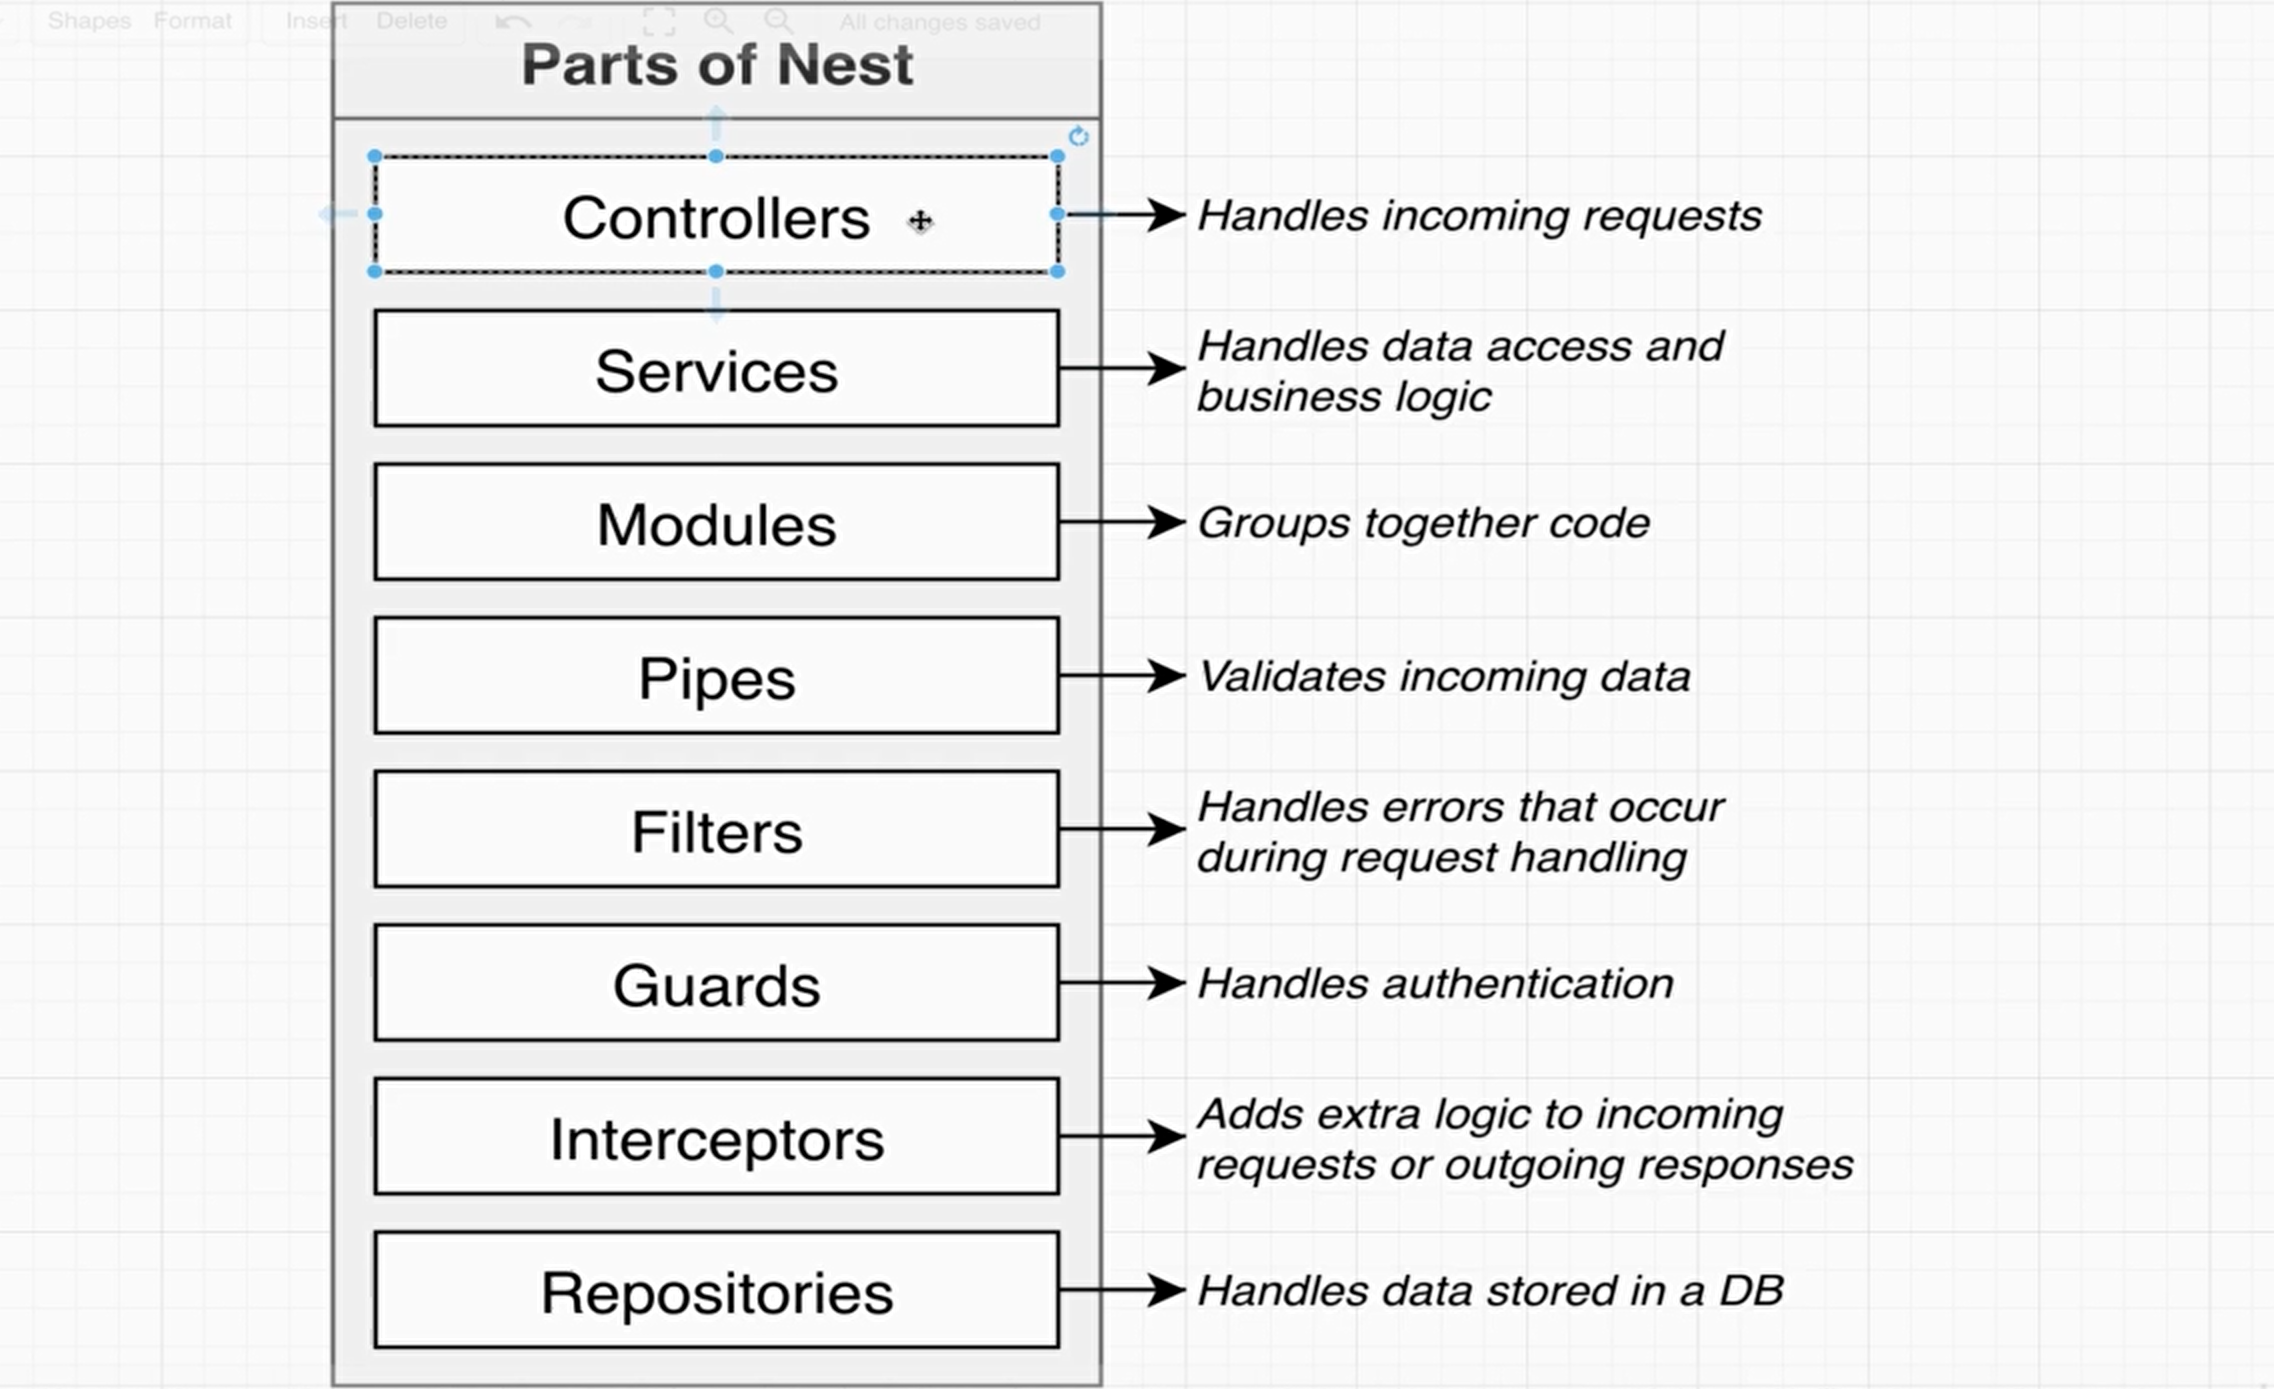 Shapes Format Insert Delete All changes saved
Parts of Nest
Controllers
Handles incoming requests
Services
Handles data access and
business logic
Modules
Groups together code
Pipes
Validates incoming data
Filters
Handles errors that occur
during request handling
Guards
Handles authentication
Interceptors
Adds extra logic to incoming
requests or outgoing responses
Repositories
Handles data stored in a DB